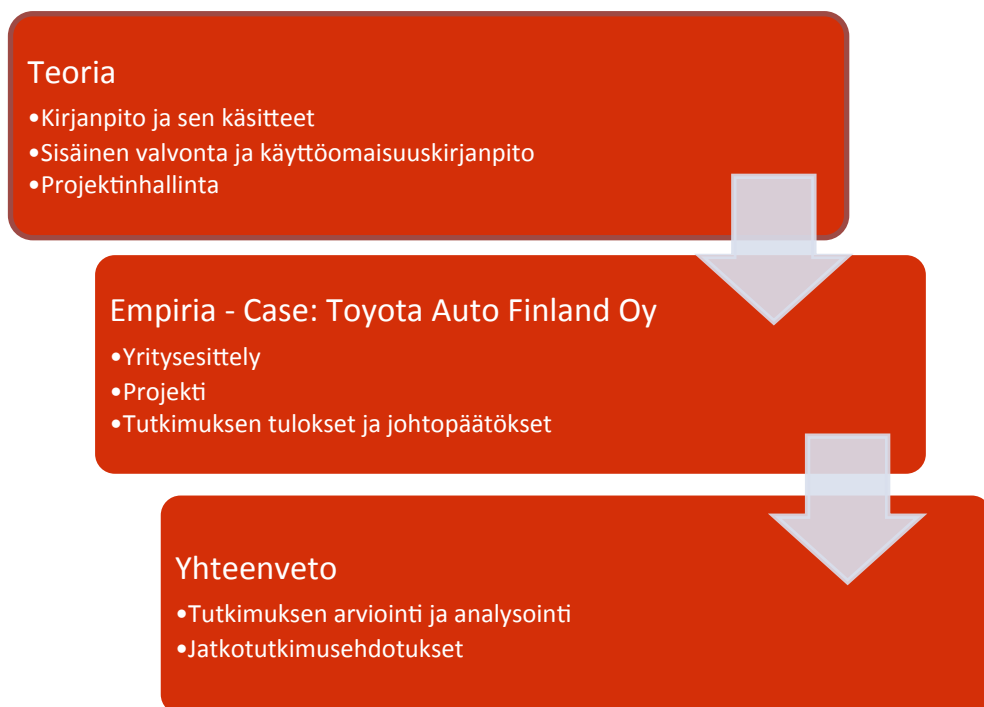 Teoria
•Kirjanpito ja sen käsitteet
•Sisäinen valvonta ja käyttöomaisuuskirjanpito
•Projektinhallinta
Empiria - Case: Toyota Auto Finland Oy
•Yritysesittely
•Projekti
•Tutkimuksen tulokset ja johtopäätökset
Yhteenveto
•Tutkimuksen arviointi ja analysointi
•Jatkotutkimusehdotukset